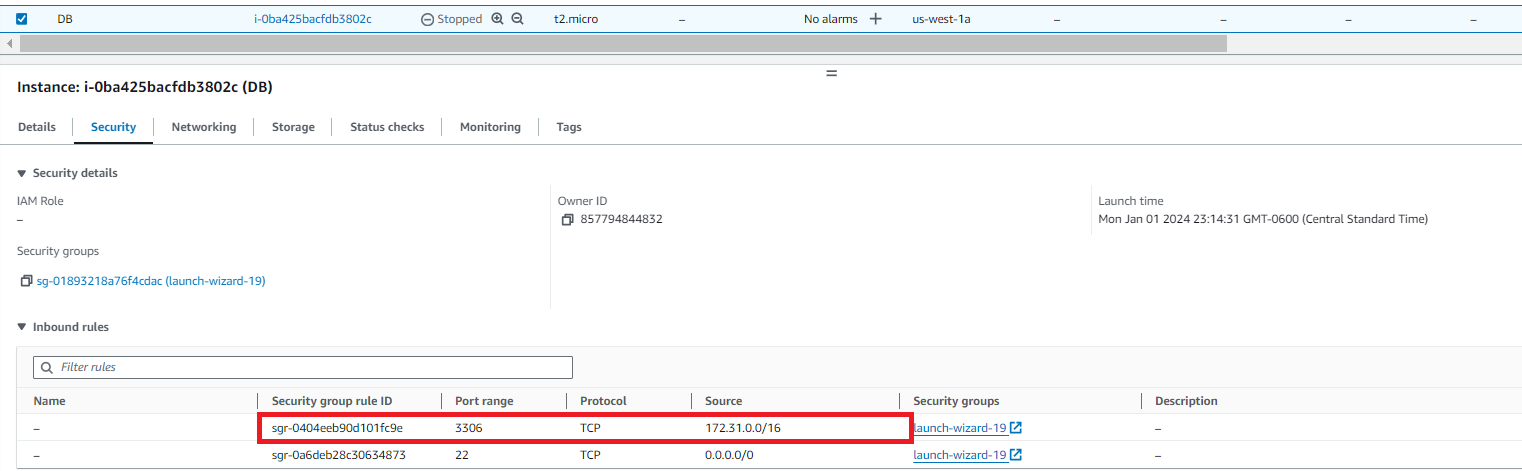 DB i-0ba425bacfdb3802c Stopped t2.micro – No alarms + us-west-1a – – – –
Instance: i-0ba425bacfdb3802c (DB)
Details Security Networking Storage Status checks Monitoring Tags
Security details
IAM Role Owner ID Launch time
– 857794844832 Mon Jan 01 2024 23:14:31 GMT-0600 (Central Standard Time)
Security groups
sg-01893218a76f4cdac (launch-wizard-19)
Inbound rules
Filter rules
Name Security group rule ID Port range Protocol Source Security groups Description
– sgr-0404eeb90d101fc9e 3306 TCP 172.31.0.0/16 launch-wizard-19 –
– sgr-0a6deb28c30634873 22 TCP 0.0.0.0/0 launch-wizard-19 –